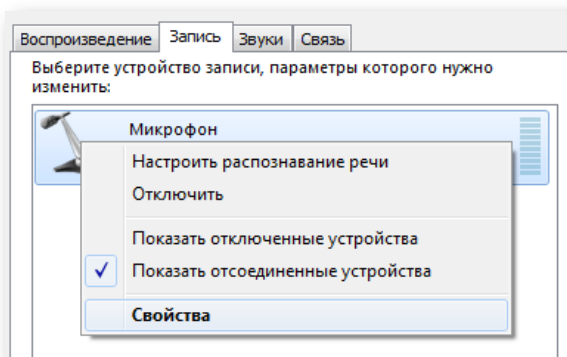 Воспроизведение Запись Звуки Связь
Выберите устройство записи, параметры которого нужно
изменить:
Микрофон
Настроить распознавание речи
Отключить
Показать отключенные устройства
Показать отсоединенные устройства
Свойства